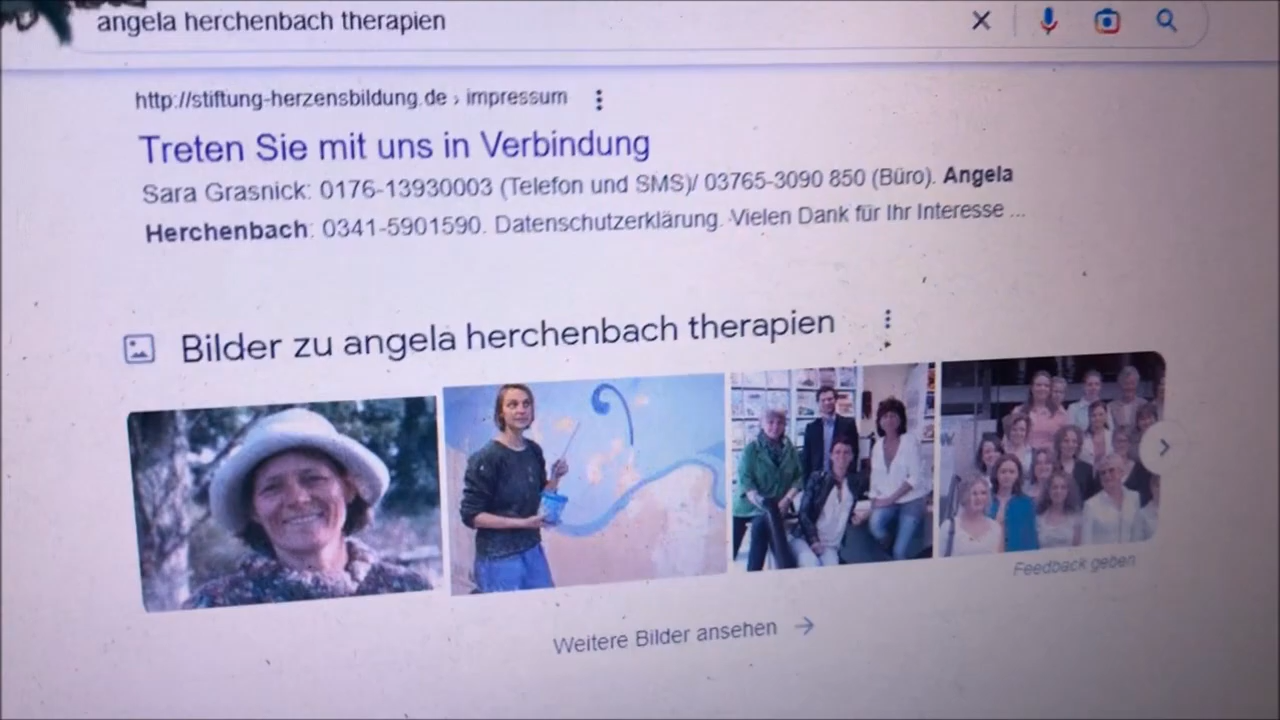 angela herchenbach therapien
http://stiftung-herzensbildung.de › impressum
Treten Sie mit uns in Verbindung
Sara Grasnick: 0176-13930003 (Telefon und SMS)/ 03765-3090 850 (Büro). Angela
Herchenbach: 0341-5901590. Datenschutzerklärung. Vielen Dank für Ihr Interesse ...
Bilder zu angela herchenbach therapien
Feedback geben
Weitere Bilder ansehen